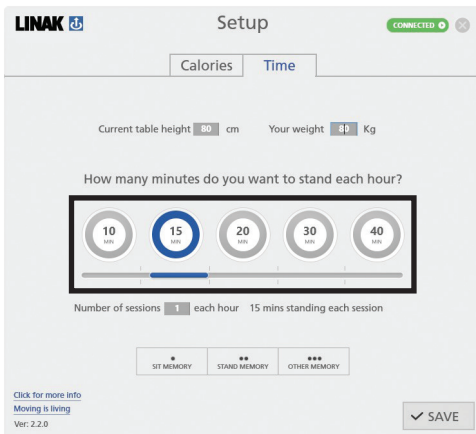 LINAK
Setup
CONNECTED
Calories
Time
Current table height 80 cm Your weight 80 Kg
How many minutes do you want to stand each hour?
10 15 20 30 40
MIN MIN MIN MIN MIN
Number of sessions 1 each hour 15 mins standing each session
SIT MEMORY STAND MEMORY OTHER MEMORY
Click for more info
Moving is living
Ver: 2.2.0
SAVE